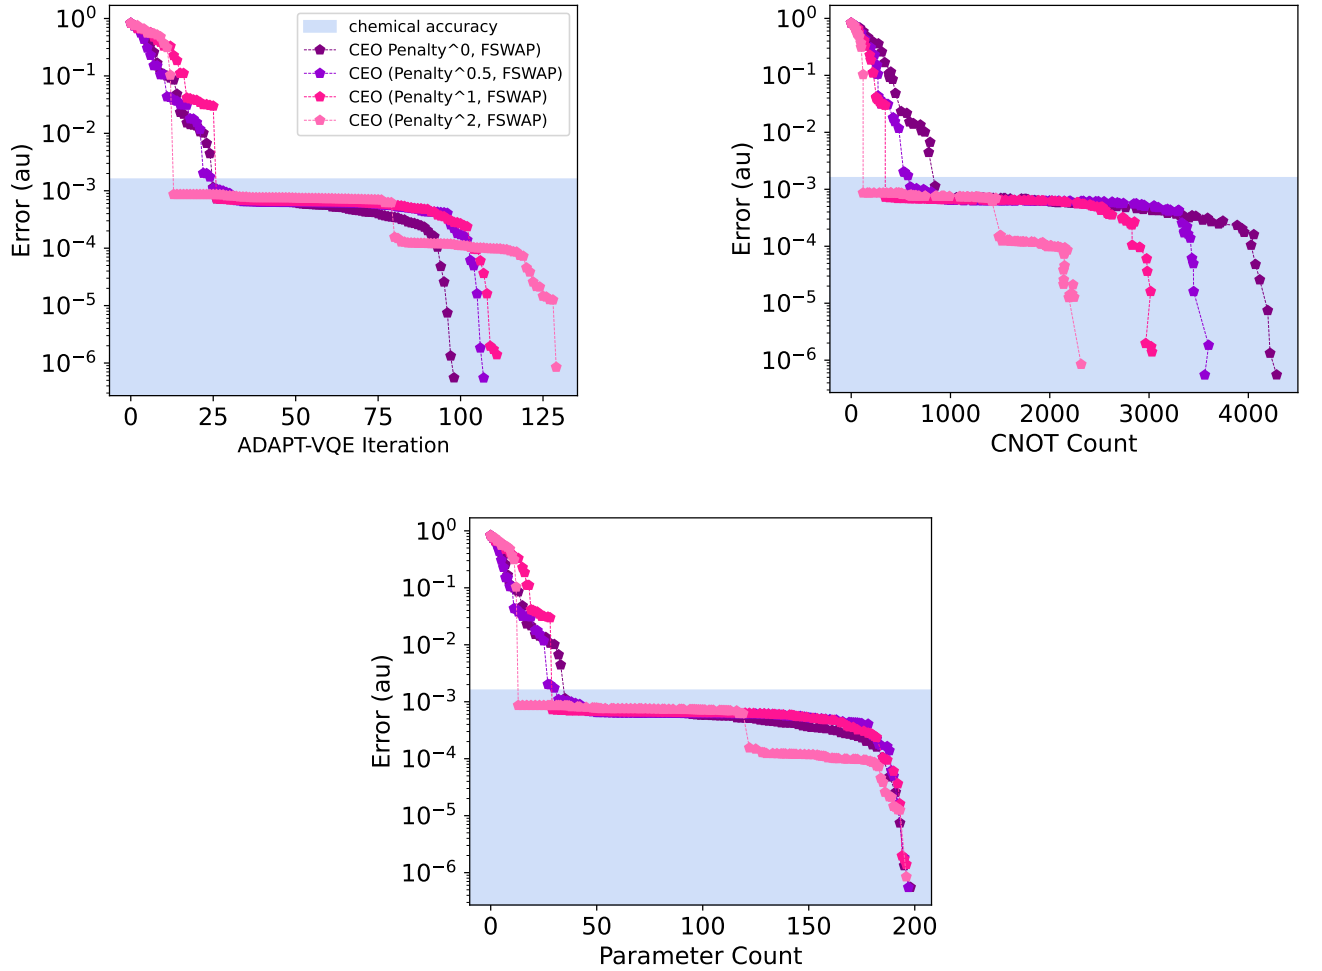 10^0
10^−1
10^−2
10^−3
10^−4
10^−5
10^−6
Error (au)
0 25 50 75 100 125
ADAPT-VQE Iteration
chemical accuracy
CEO Penalty^0, FSWAP)
CEO (Penalty^0.5, FSWAP)
CEO (Penalty^1, FSWAP)
CEO (Penalty^2, FSWAP)
10^0
10^−1
10^−2
10^−3
10^−4
10^−5
10^−6
Error (au)
0 1000 2000 3000 4000
CNOT Count
10^0
10^−1
10^−2
10^−3
10^−4
10^−5
10^−6
Error (au)
0 50 100 150 200
Parameter Count